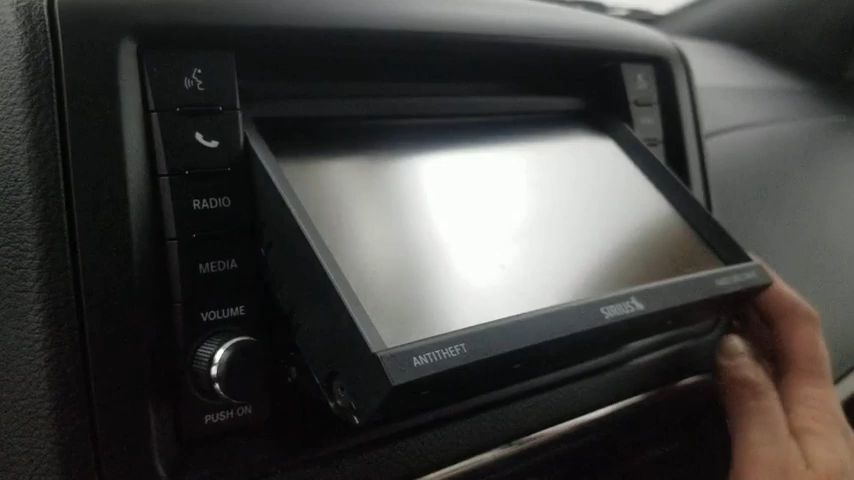 RADIO
MEDIA
VOLUME
PUSH ON
ANTITHEFT
SIRIUS